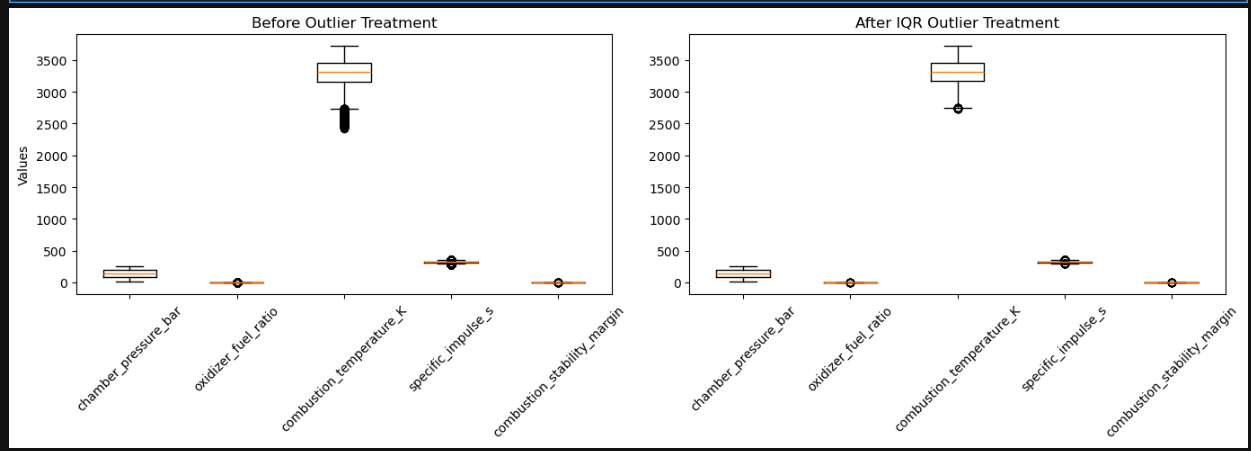 Before Outlier Treatment
Values
3500
3000
2500
2000
1500
1000
500
0
chamber_pressure_bar
oxidizer_fuel_ratio
combustion_temperature_K
specific_impulse_s
combustion_stability_margin
After IQR Outlier Treatment
3500
3000
2500
2000
1500
1000
500
0
chamber_pressure_bar
oxidizer_fuel_ratio
combustion_temperature_K
specific_impulse_s
combustion_stability_margin